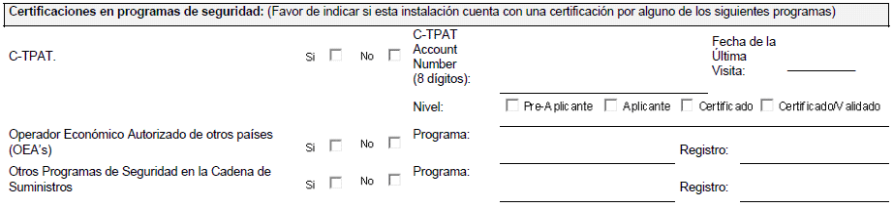 Certificaciones en programas de seguridad: (Favor de indicar si esta instalación cuenta con una certificación por alguno de los siguientes programas)
C-TPAT. Si No C-TPAT Account Number (8 dígitos): Fecha de la Última Visita:
Nivel: Pre-Aplicante Aplicante Certificado Certificado/Validado
Operador Económico Autorizado de otros países (OEA's) Si No Programa: Registro:
Otros Programas de Seguridad en la Cadena de Suministros Si No Programa: Registro: